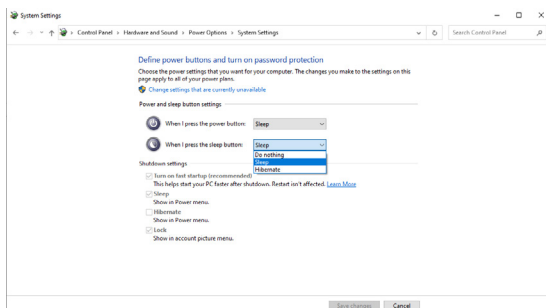 System Settings
Control Panel > Hardware and Sound > Power Options > System Settings
Search Control Panel
Define power buttons and turn on password protection
Choose the power settings that you want for your computer. The changes you make to the settings on this
page apply to all of your power plans.
Change settings that are currently unavailable.
Power and sleep button settings
When I press the power button: Sleep
When I press the sleep button: Sleep
Do nothing
Sleep
Hibernate
Shutdown settings
Turn on fast startup (recommended)
This helps start your PC faster after shutdown. Restart isn't affected. Learn More
Sleep
Show in Power menu.
Hibernate
Show in Power menu.
Lock
Show in account picture menu.
Save changes Cancel